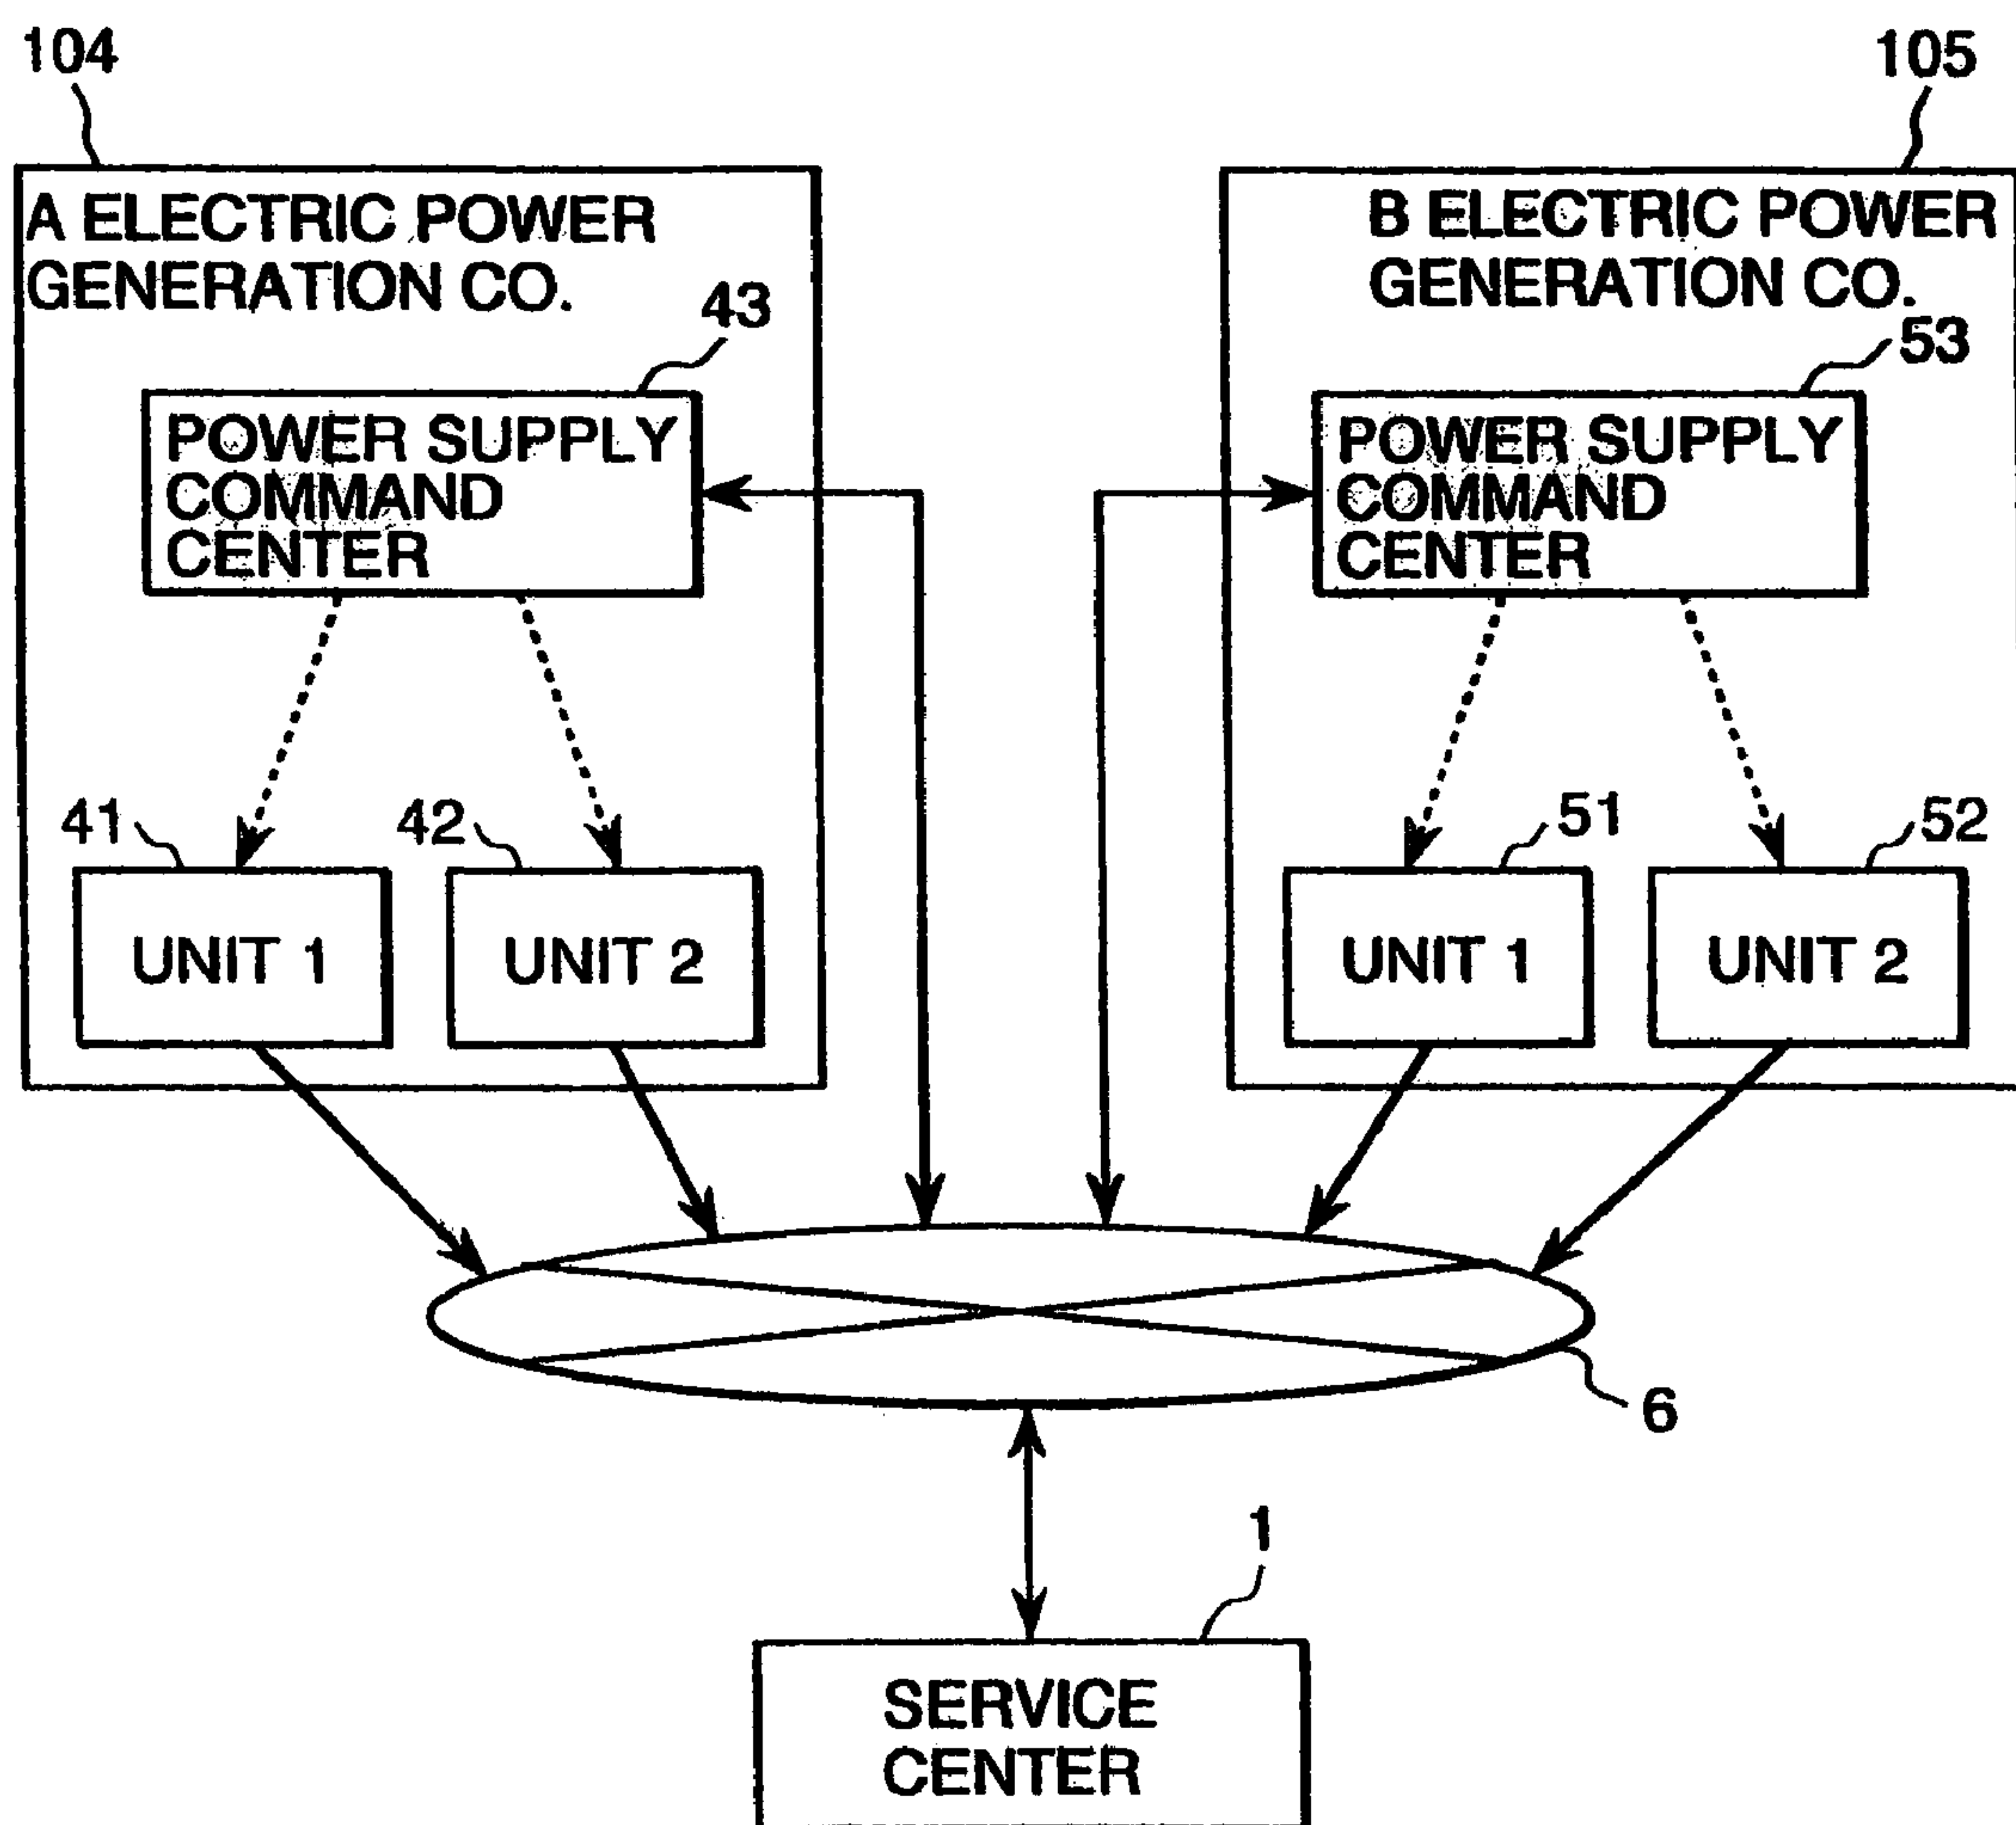 104
105
A ELECTRIC POWER
GENERATION CO.
B ELECTRIC POWER
GENERATION CO.
43
53
POWER SUPPLY
COMMAND
CENTER
POWER SUPPLY
COMMAND
CENTER
41
42
51
52
UNIT 1
UNIT 2
UNIT 1
UNIT 2
6
1
SERVICE
CENTER